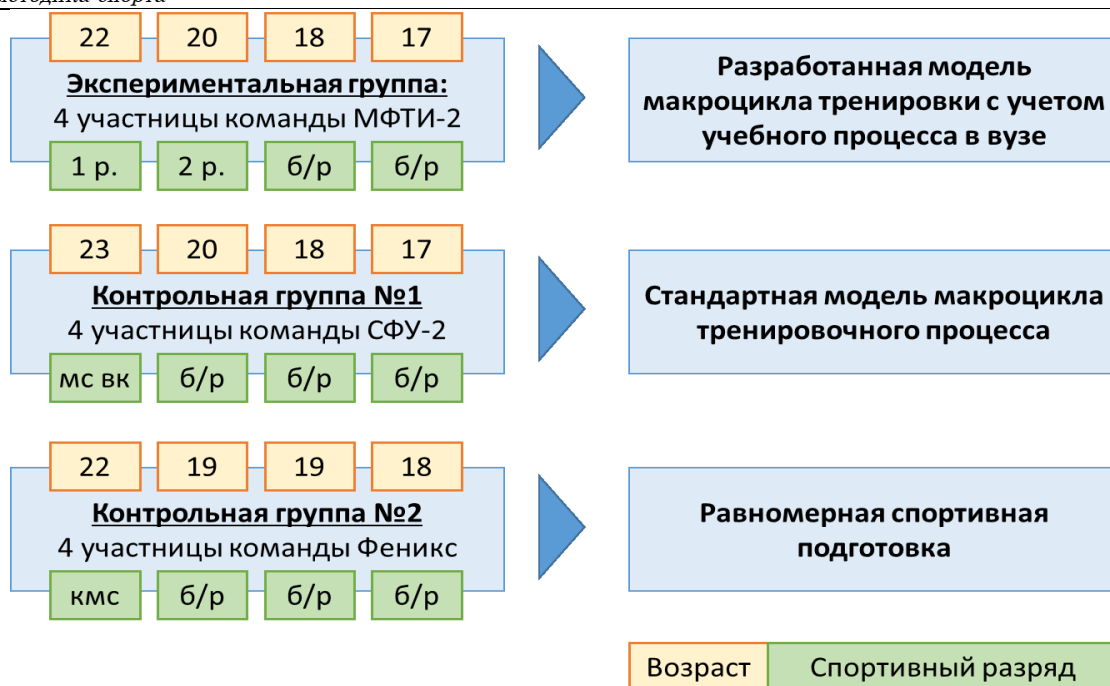 методика спорта
22 20 18 17
Экспериментальная группа:
4 участницы команды МФТИ-2
1 р. 2 р. б/р б/р
Разработанная модель
макроцикла тренировки с учетом
учебного процесса в вузе
23 20 18 17
Контрольная группа №1
4 участницы команды СФУ-2
мс вк б/р б/р б/р
Стандартная модель макроцикла
тренировочного процесса
22 19 19 18
Контрольная группа №2
4 участницы команды Феникс
кмс б/р б/р б/р
Равномерная спортивная
подготовка
Возраст Спортивный разряд